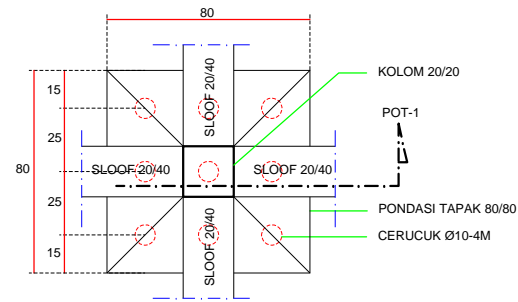 80
KOLOM 20/20
15
SLOOF 20/40
POT-1
25
80
SLOOF 20/40
SLOOF 20/40
25
PONDASI TAPAK 80/80
SLOOF 20/40
CERUCUK Ø10-4M
15